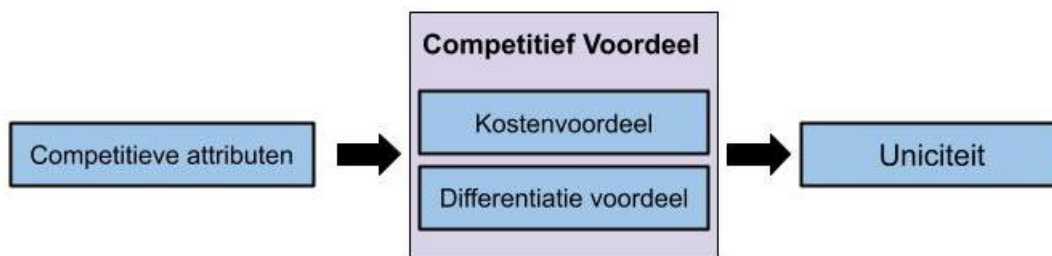 Competitief Voordeel
Kostenvoordeel
Competitieve attributen
Uniciteit
Differentiatie voordeel